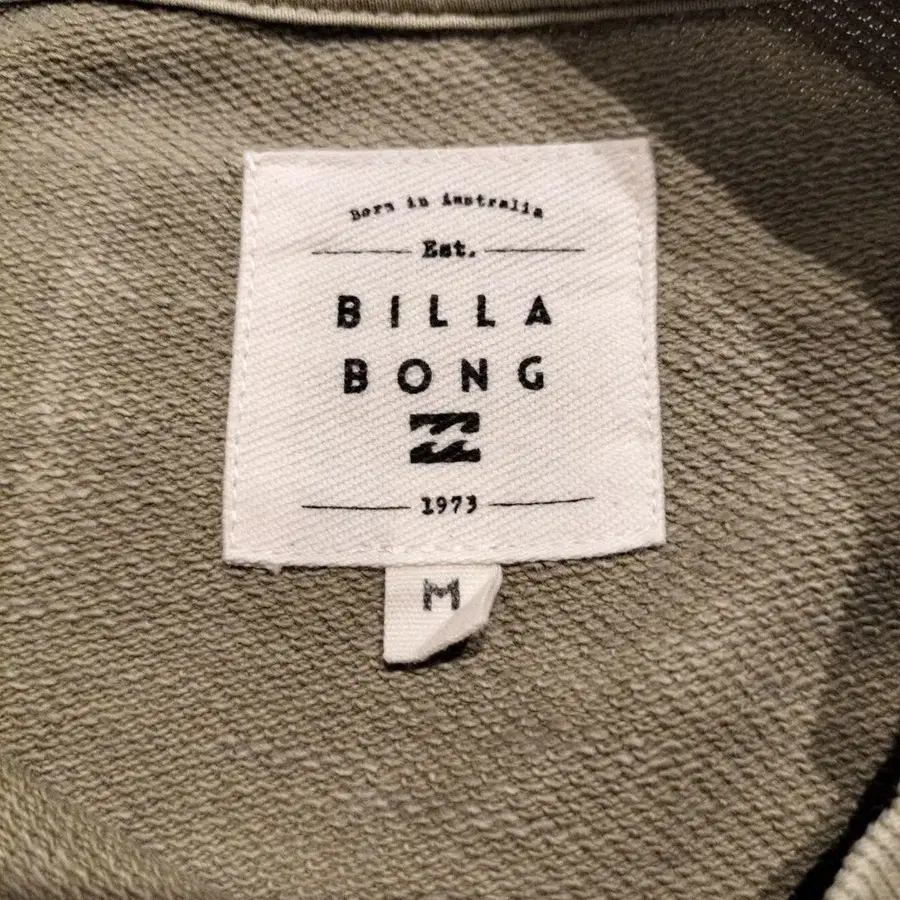 Born in Australia
Est.
BILLA
BONG
1973
M